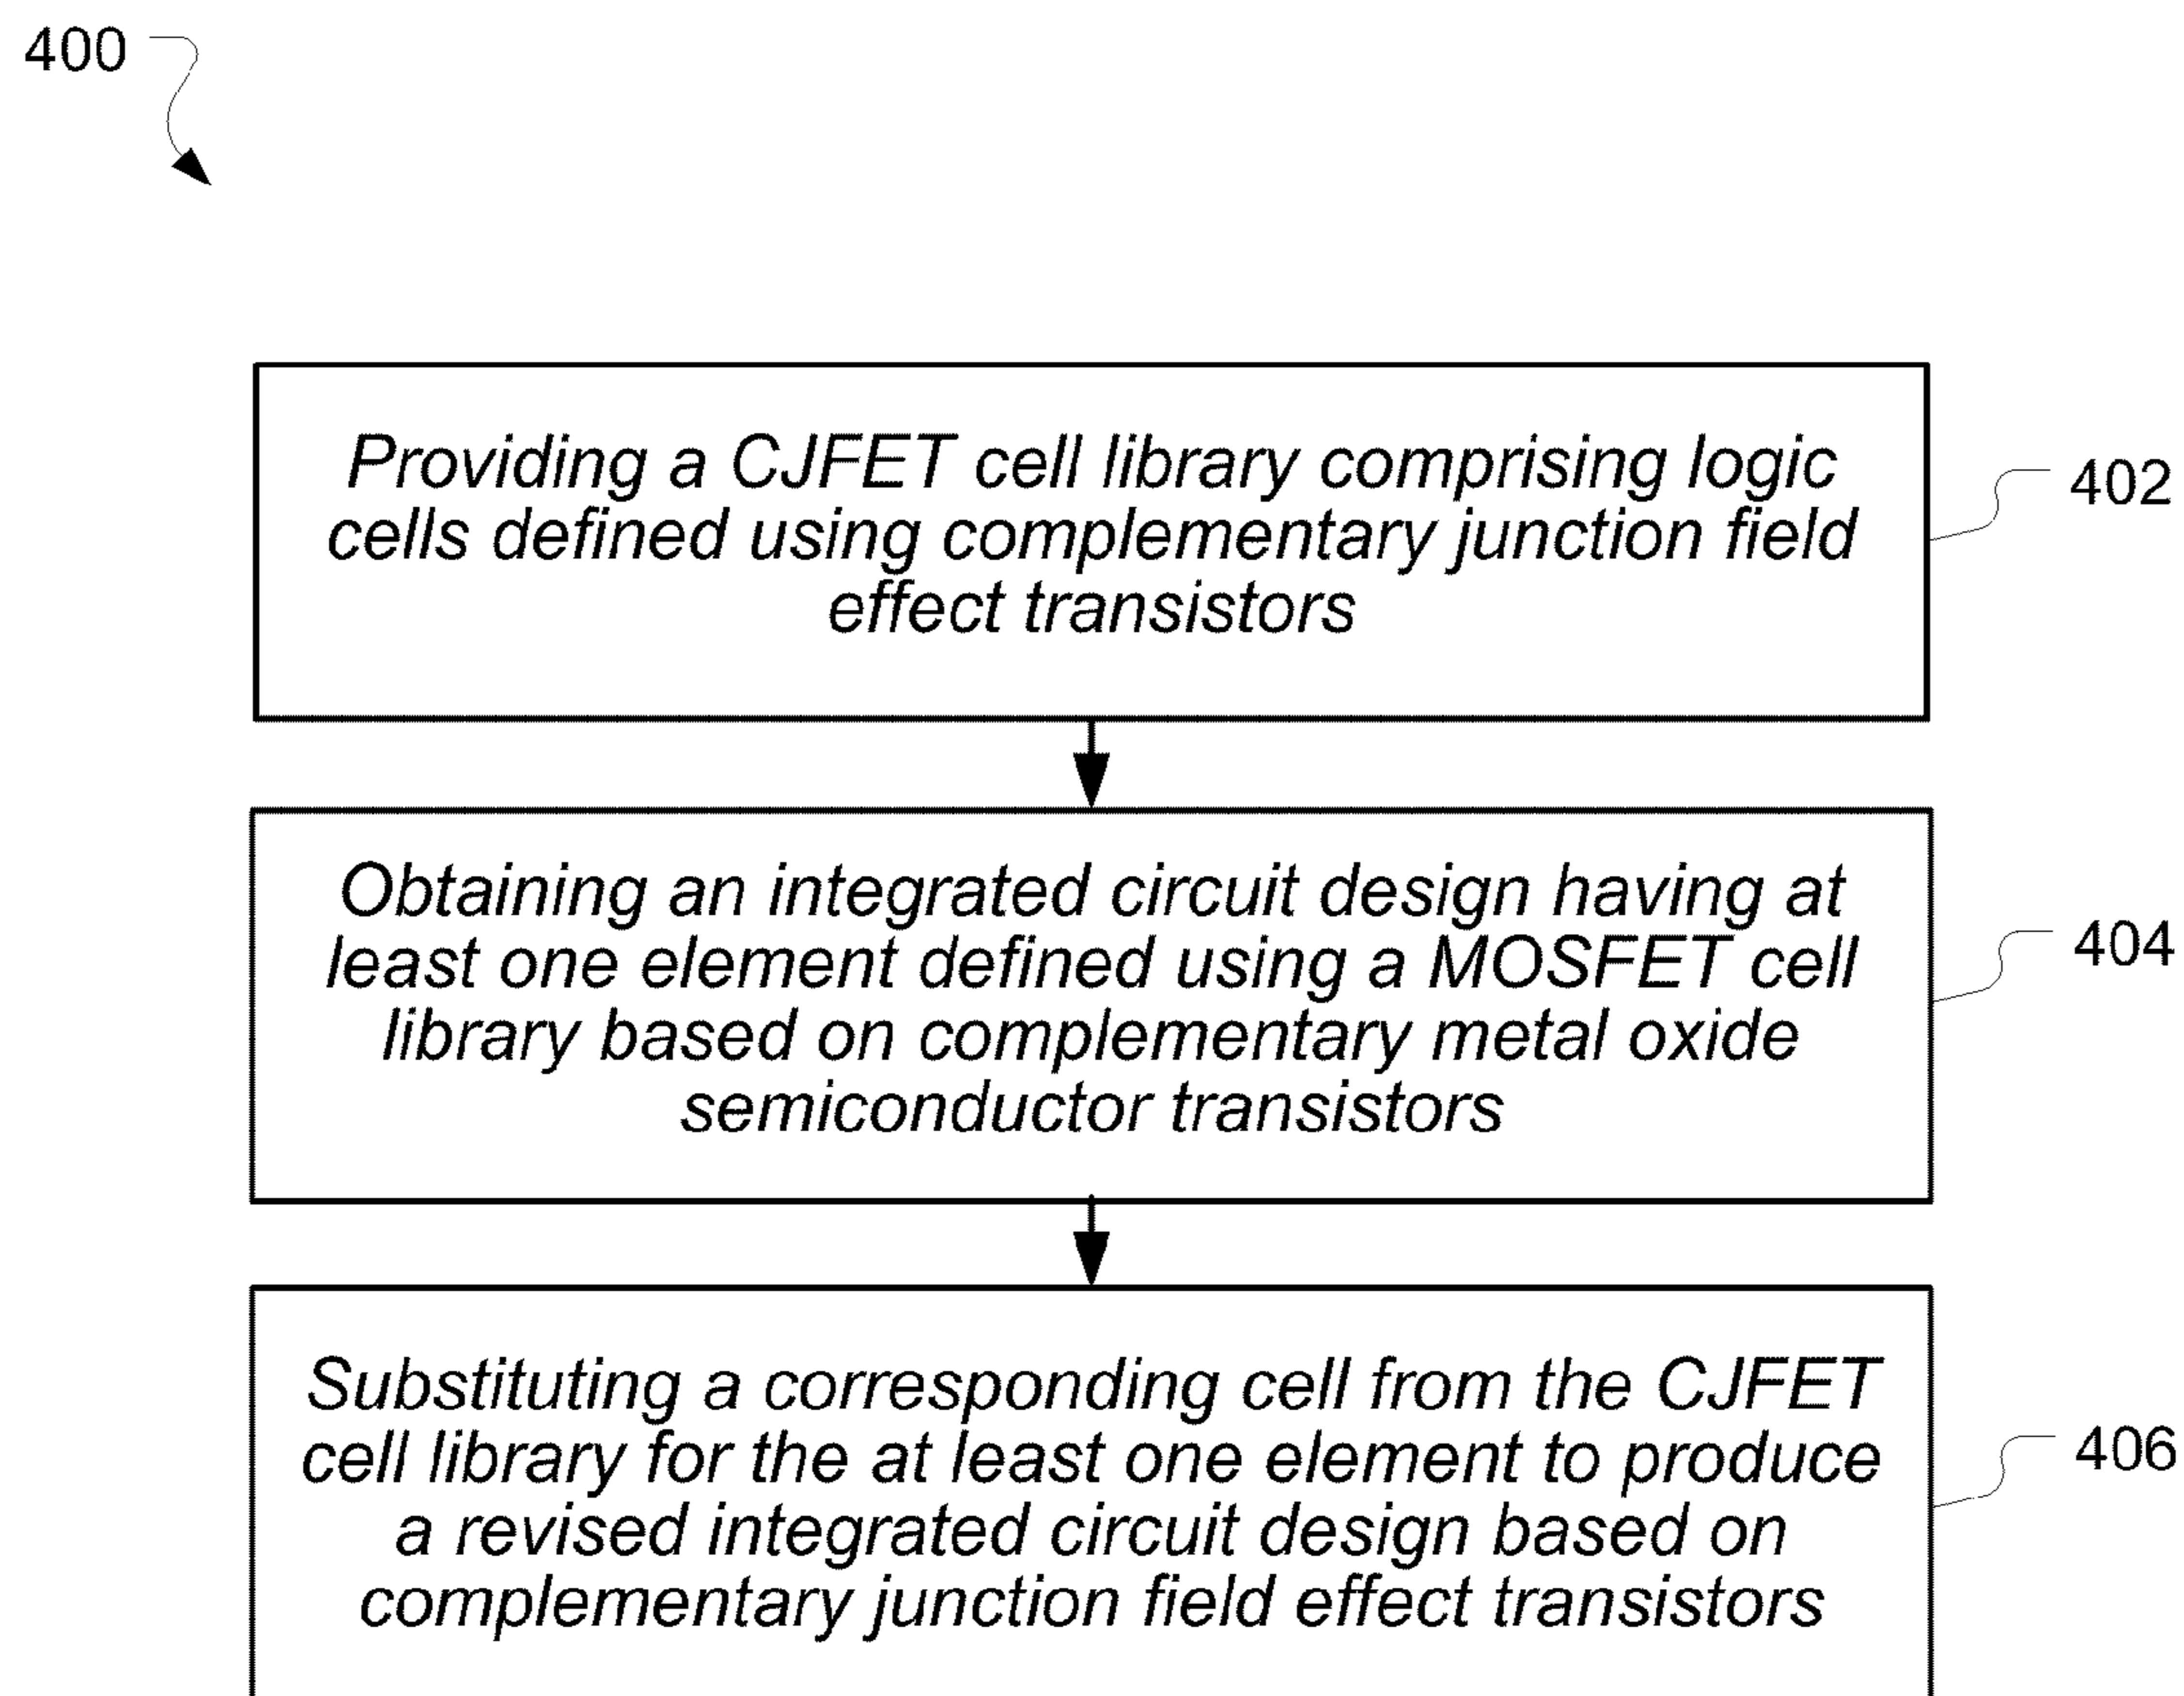 400
Providing a CJFET cell library comprising logic
cells defined using complementary junction field
effect transistors
402
Obtaining an integrated circuit design having at
least one element defined using a MOSFET cell
library based on complementary metal oxide
semiconductor transistors
404
Substituting a corresponding cell from the CJFET
cell library for the at least one element to produce
a revised integrated circuit design based on
complementary junction field effect transistors
406